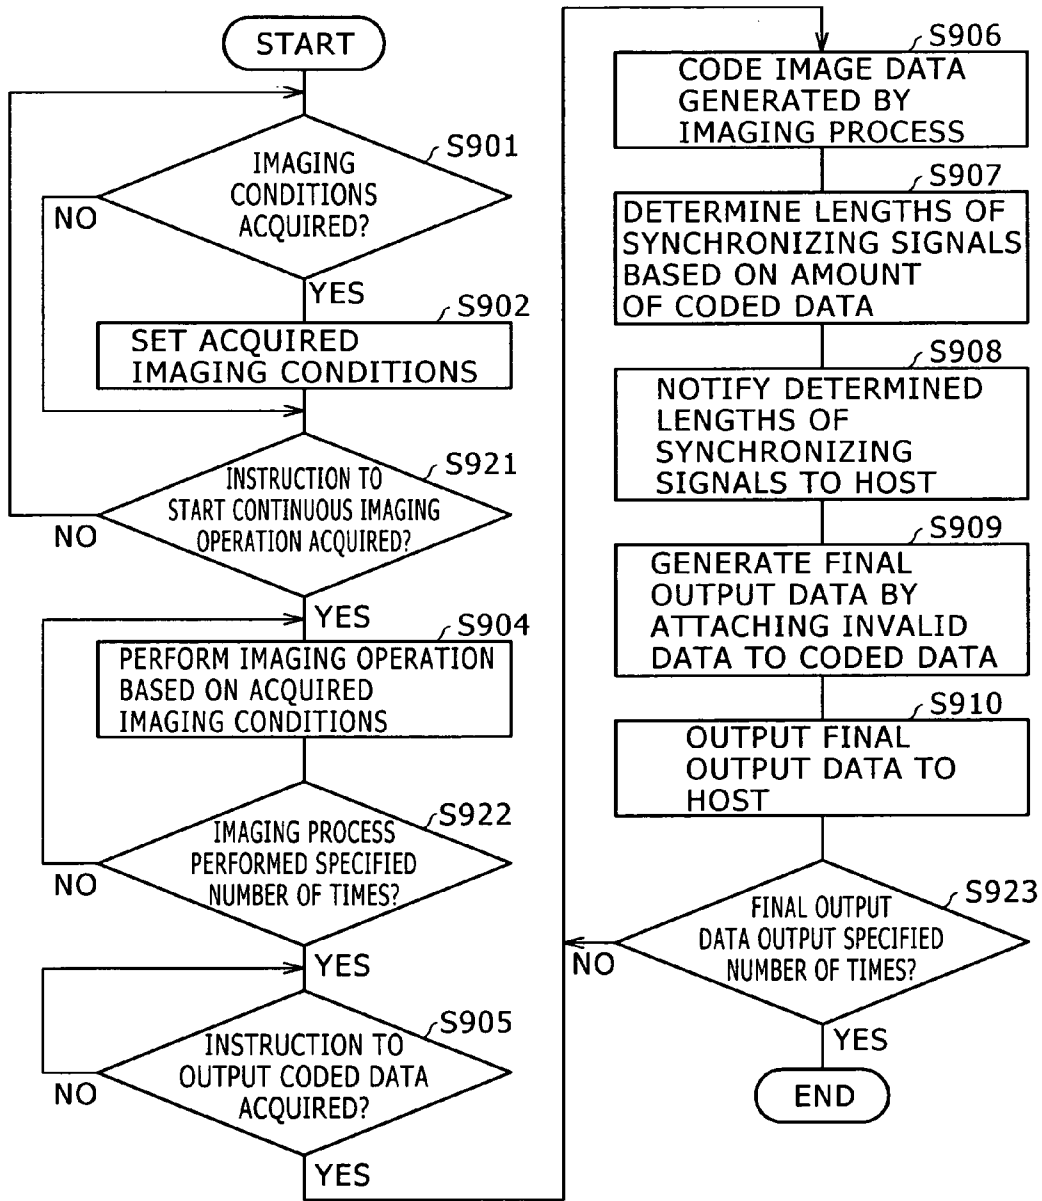 START
S901
IMAGING
CONDITIONS
ACQUIRED?
NO
YES
S902
SET ACQUIRED
IMAGING CONDITIONS
S921
INSTRUCTION TO
START CONTINUOUS IMAGING
OPERATION ACQUIRED?
NO
YES
S904
PERFORM IMAGING OPERATION
BASED ON ACQUIRED
IMAGING CONDITIONS
S922
IMAGING PROCESS
PERFORMED SPECIFIED
NUMBER OF TIMES?
NO
YES
S905
INSTRUCTION TO
OUTPUT CODED DATA
ACQUIRED?
NO
YES
S906
CODE IMAGE DATA
GENERATED BY
IMAGING PROCESS
S907
DETERMINE LENGTHS OF
SYNCHRONIZING SIGNALS
BASED ON AMOUNT
OF CODED DATA
S908
NOTIFY DETERMINED
LENGTHS OF
SYNCHRONIZING
SIGNALS TO HOST
S909
GENERATE FINAL
OUTPUT DATA BY
ATTACHING INVALID
DATA TO CODED DATA
S910
OUTPUT FINAL
OUTPUT DATA TO
HOST
S923
FINAL OUTPUT
DATA OUTPUT SPECIFIED
NUMBER OF TIMES?
NO
YES
END